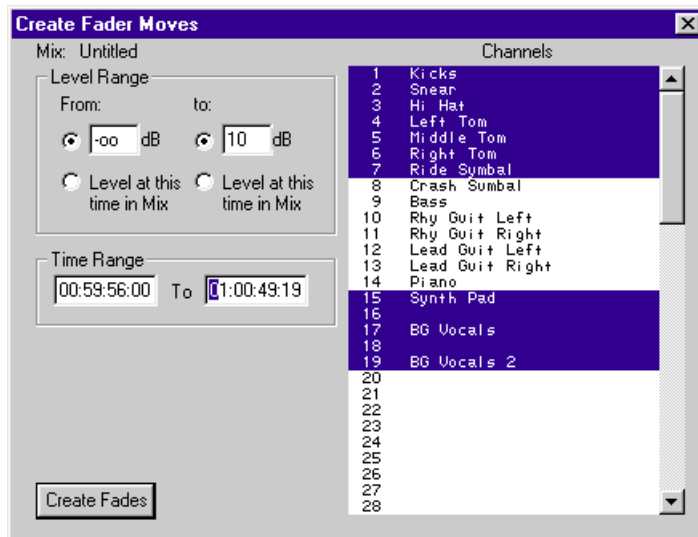 Create Fader Moves
Mix: Untitled
Channels
Level Range
From: to:
-oo dB 10 dB
Level at this time in Mix
Level at this time in Mix
Time Range
00:59:56:00 To 01:00:49:19
Create Fades
1 Kicks
2 Snear
3 Hi Hat
4 Left Tom
5 Middle Tom
6 Right Tom
7 Ride Sumbal
8 Crash Sumbal
9 Bass
10 Rhy Guit Left
11 Rhy Guit Right
12 Lead Guit Left
13 Lead Guit Right
14 Piano
15 Synth Pad
16
17 BG Vocals
18
19 BG Vocals 2
20
21
22
23
24
25
26
27
28